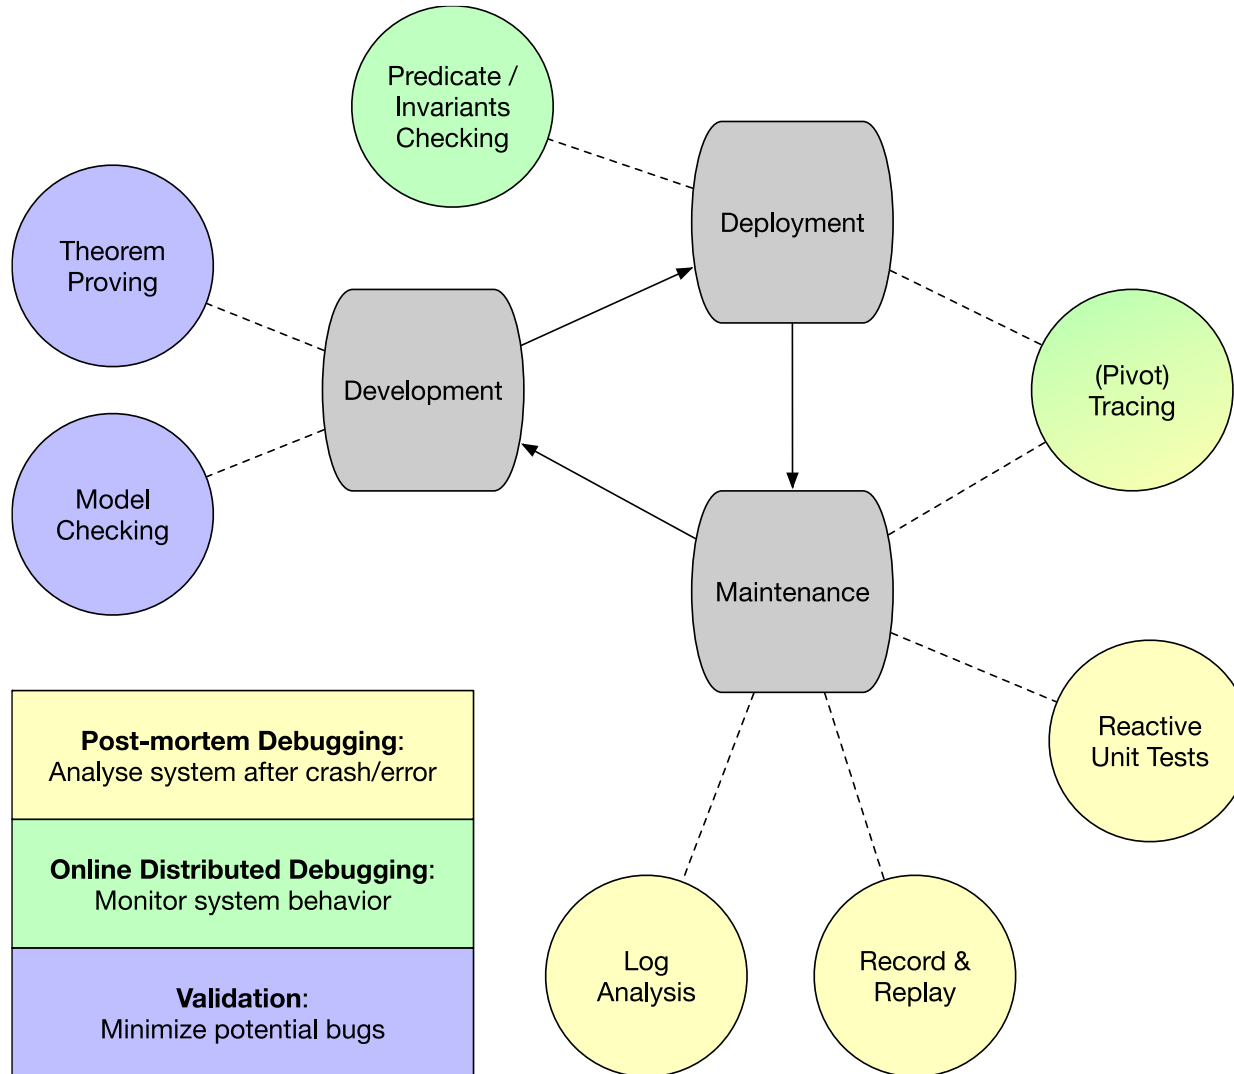 Predicate /
Invariants
Checking
Deployment
Theorem
Proving
Development
(Pivot)
Tracing
Model
Checking
Maintenance
Reactive
Unit Tests
Post-mortem Debugging:
Analyse system after crash/error
Online Distributed Debugging:
Monitor system behavior
Validation:
Minimize potential bugs
Log
Analysis
Record &
Replay